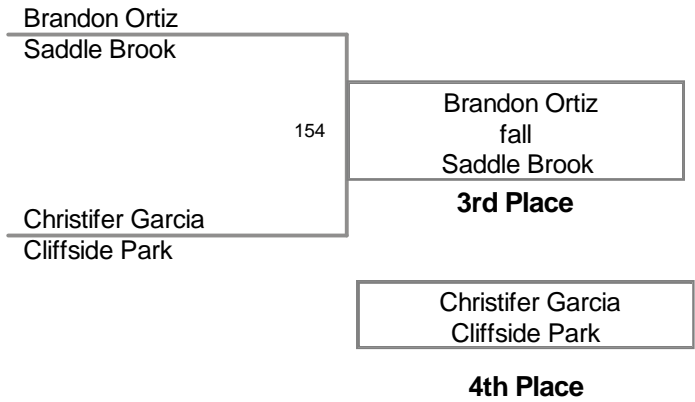 Brandon Ortiz
Saddle Brook
154
Brandon Ortiz
fall
Saddle Brook
3rd Place
Christifer Garcia
Cliffside Park
Christifer Garcia
Cliffside Park
4th Place